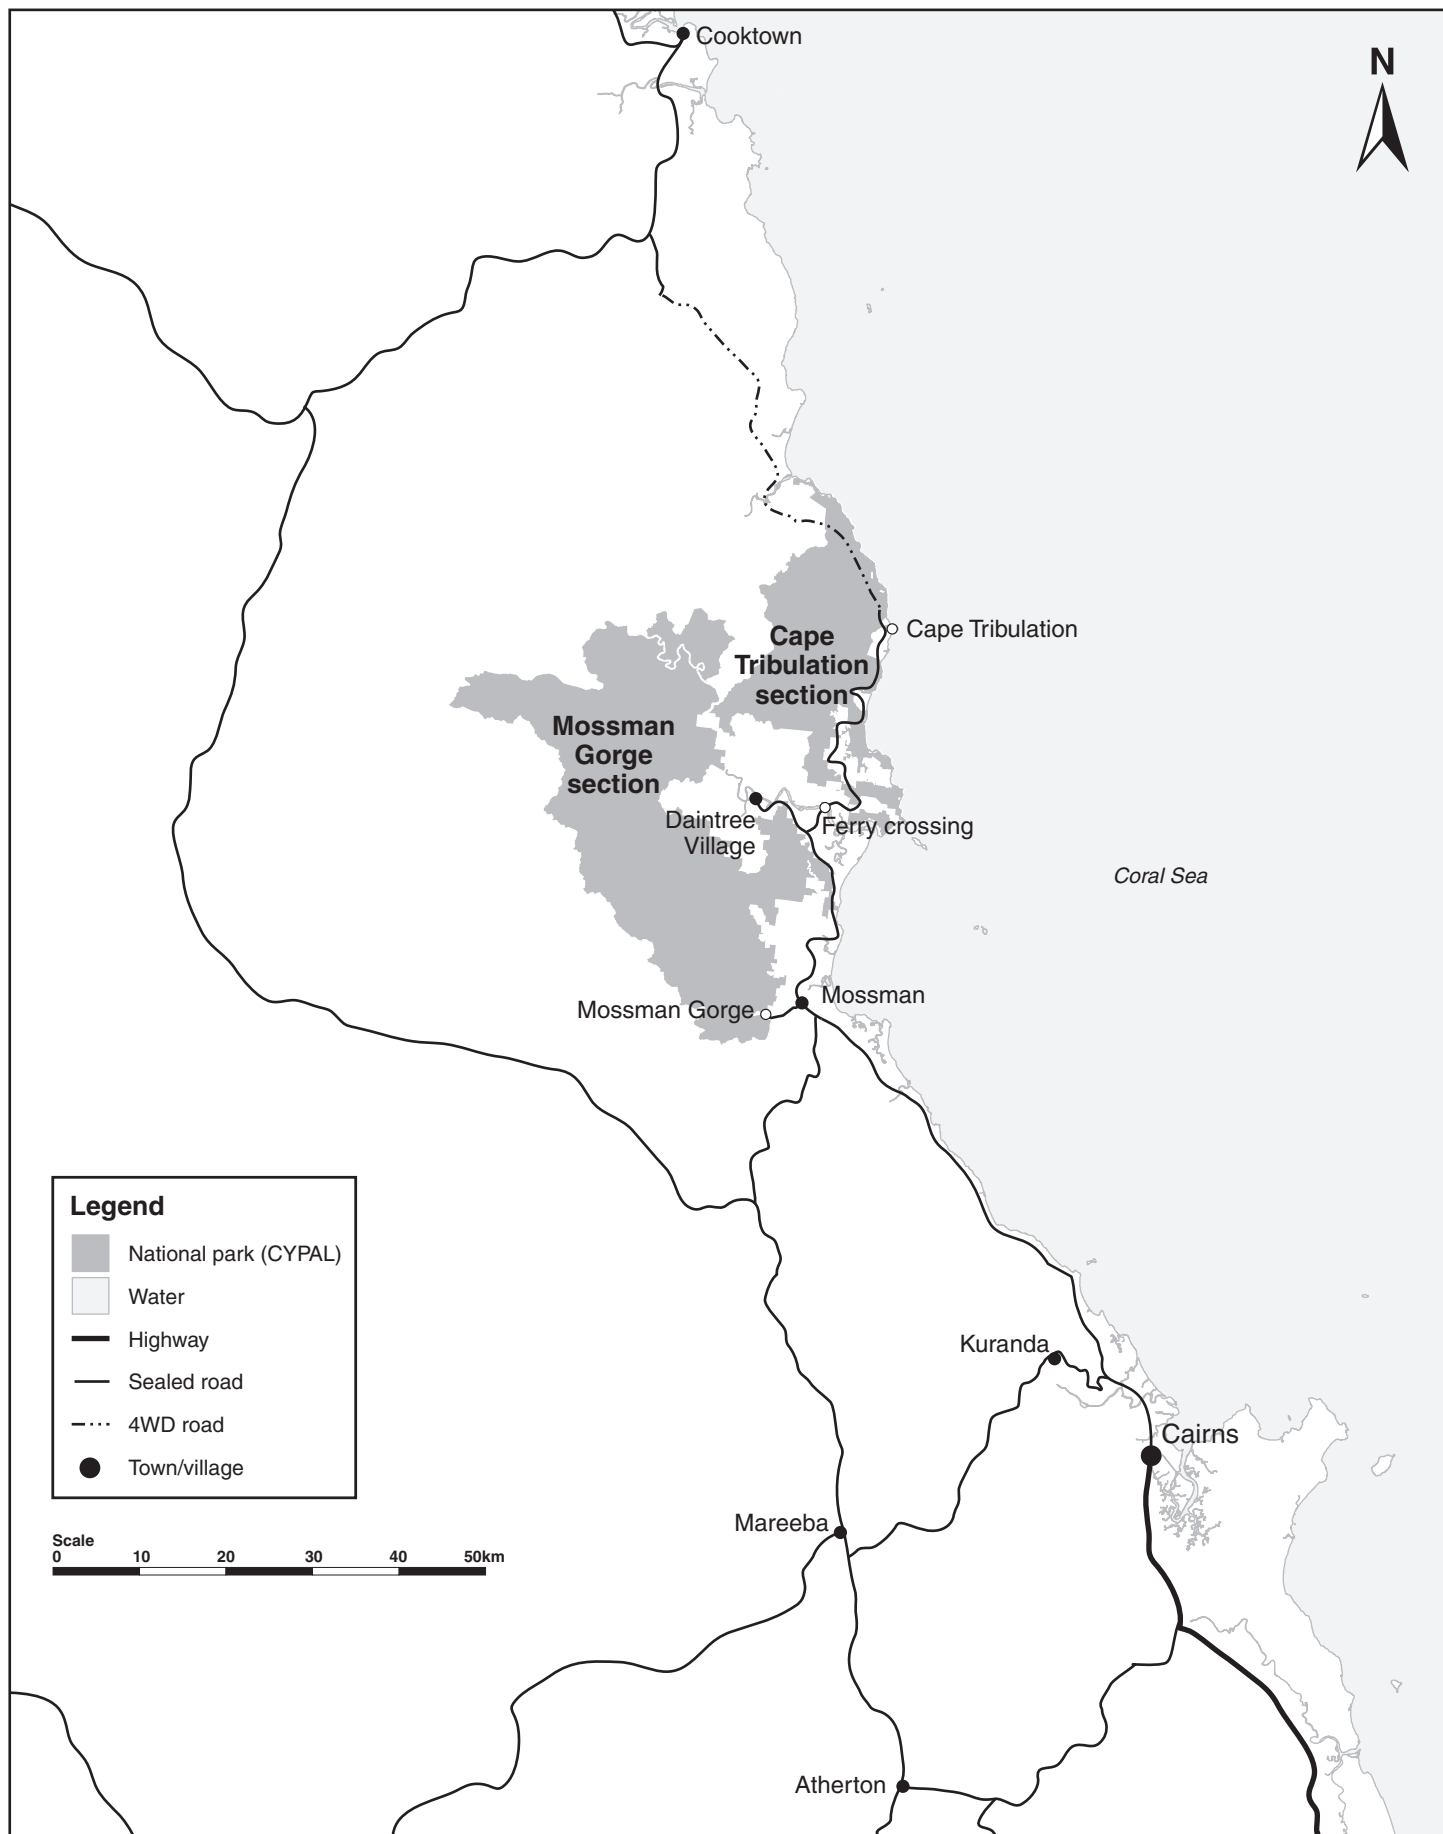 Cooktown
N
Cape Tribulation
Cape
Tribulation
section
Mossman
Gorge
section
Daintree
Village
Ferry crossing
Coral Sea
Mossman
Mossman Gorge
Legend
National park (CYPAL)
Water
Highway
Sealed road
4WD road
Town/village
Kuranda
Cairns
Mareeba
Scale
0 10 20 30 40 50km
Atherton